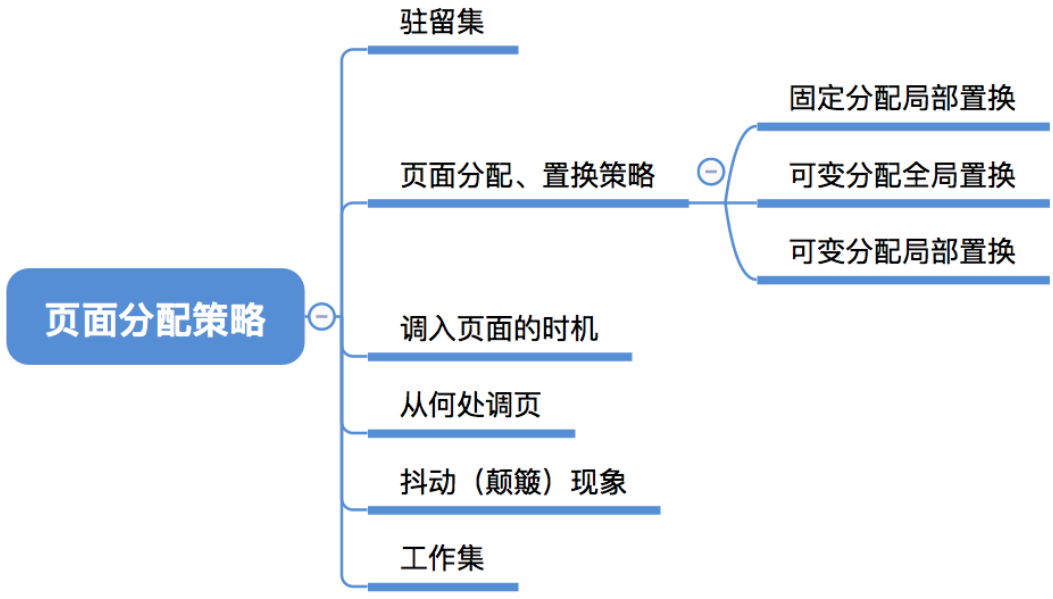 页面分配策略
驻留集
页面分配、置换策略
固定分配局部置换
可变分配全局置换
可变分配局部置换
调入页面的时机
从何处调页
抖动（颠簸）现象
工作集